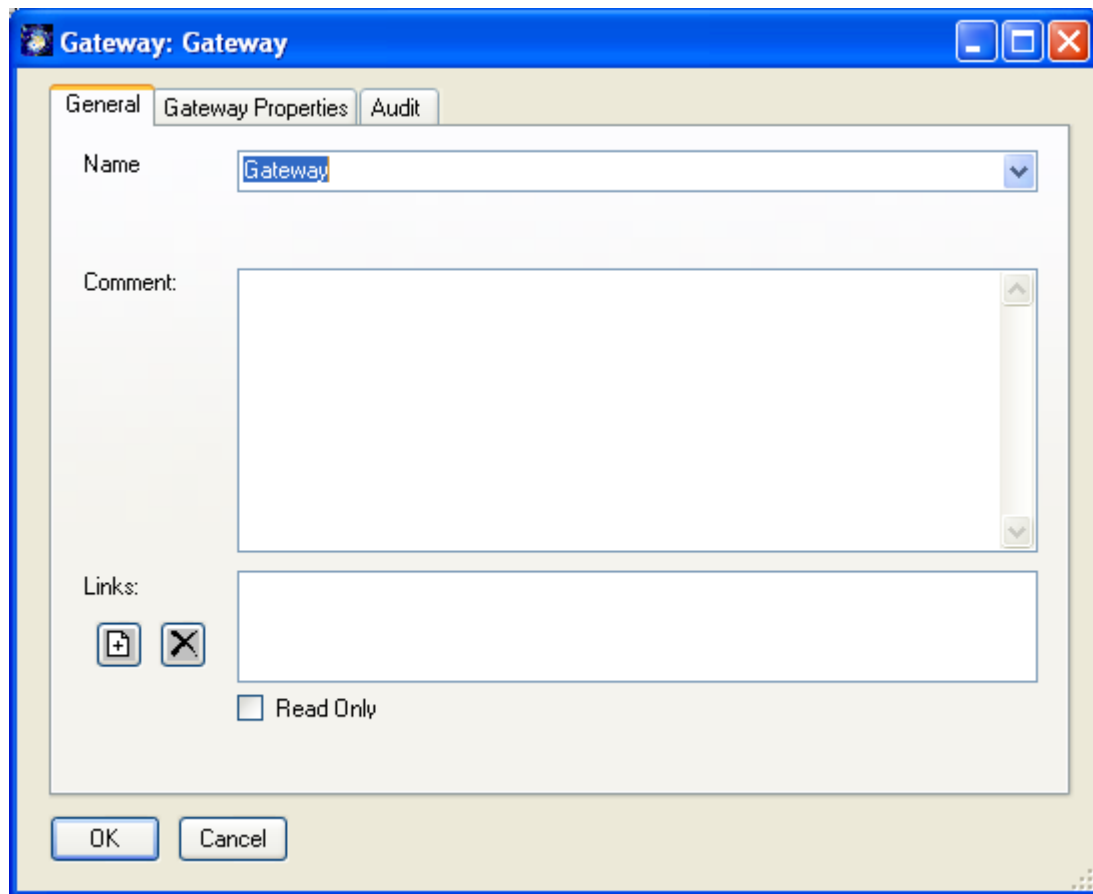 Gateway: Gateway
General Gateway Properties Audit
Name Gateway
Comment:
Links:
Read Only
OK Cancel